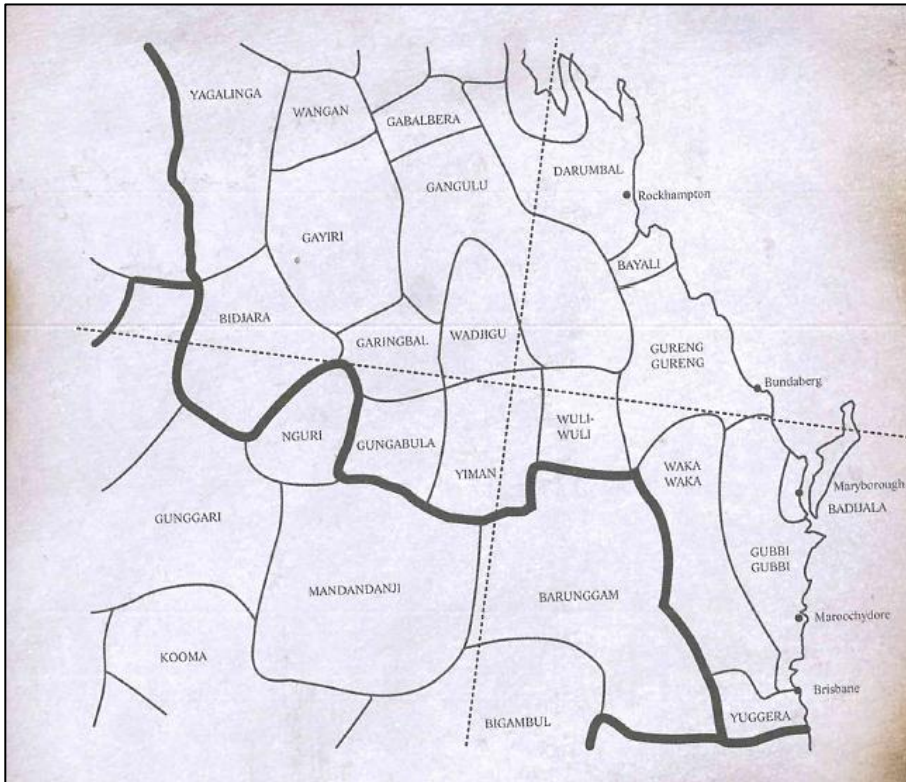 YAGALINGA
WANGAN
GABALBERA
DARUMBAL
GANGULU
Rockhampton
GAYIRI
BAYALI
BIDJARA
GARINGBAL
WADJIGU
GURENG
GURENG
Bundaberg
NGURI
GUNGABULA
YIMAN
WULI-
WULI
WAKA
WAKA
Maryborough
BADIJALA
GUNGGARI
GUBBI
GUBBI
MANDANDANJI
BARUNGGAM
Maroochydore
KOOMA
BIGAMBUL
YUGGERA
Brisbane